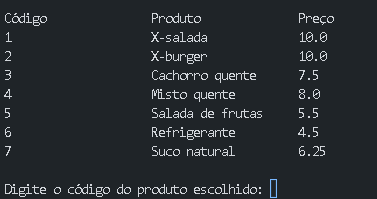 Código Produto Preço
1 X-salada 10.0
2 X-burger 10.0
3 Cachorro quente 7.5
4 Misto quente 8.0
5 Salada de frutas 5.5
6 Refrigerante 4.5
7 Suco natural 6.25
Digite o código do produto escolhido: